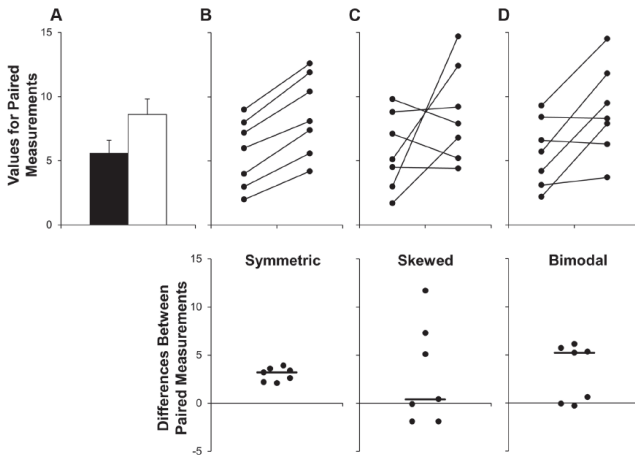 A B C D
Values for Paired
Measurements
15
10
5
0
Symmetric Skewed Bimodal
Differences Between
Paired Measurements
15
10
5
0
-5